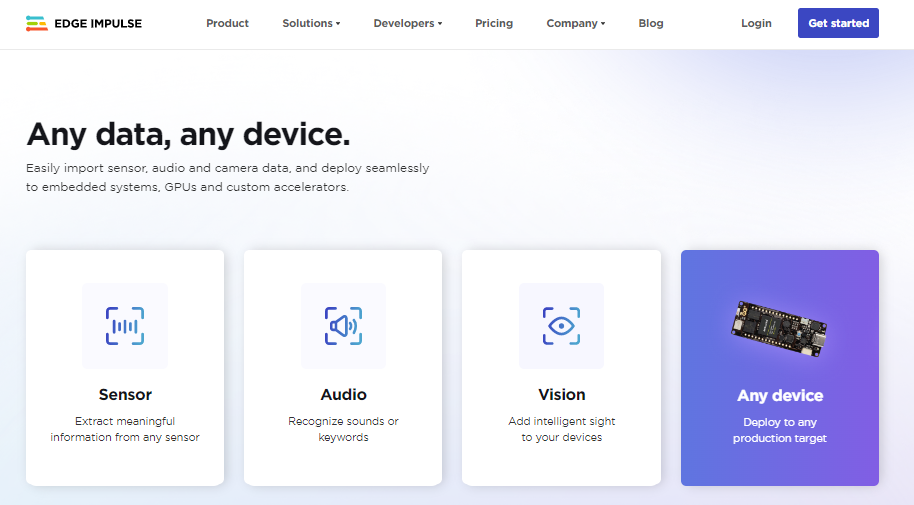 EDGE IMPULSE
Product
Solutions
Developers
Pricing
Company
Blog
Login
Get started
Any data, any device.
Easily import sensor, audio and camera data, and deploy seamlessly
to embedded systems, GPUs and custom accelerators.
Sensor
Extract meaningful
information from any sensor
Audio
Recognize sounds or
keywords
Vision
Add intelligent sight
to your devices
Any device
Deploy to any
production target